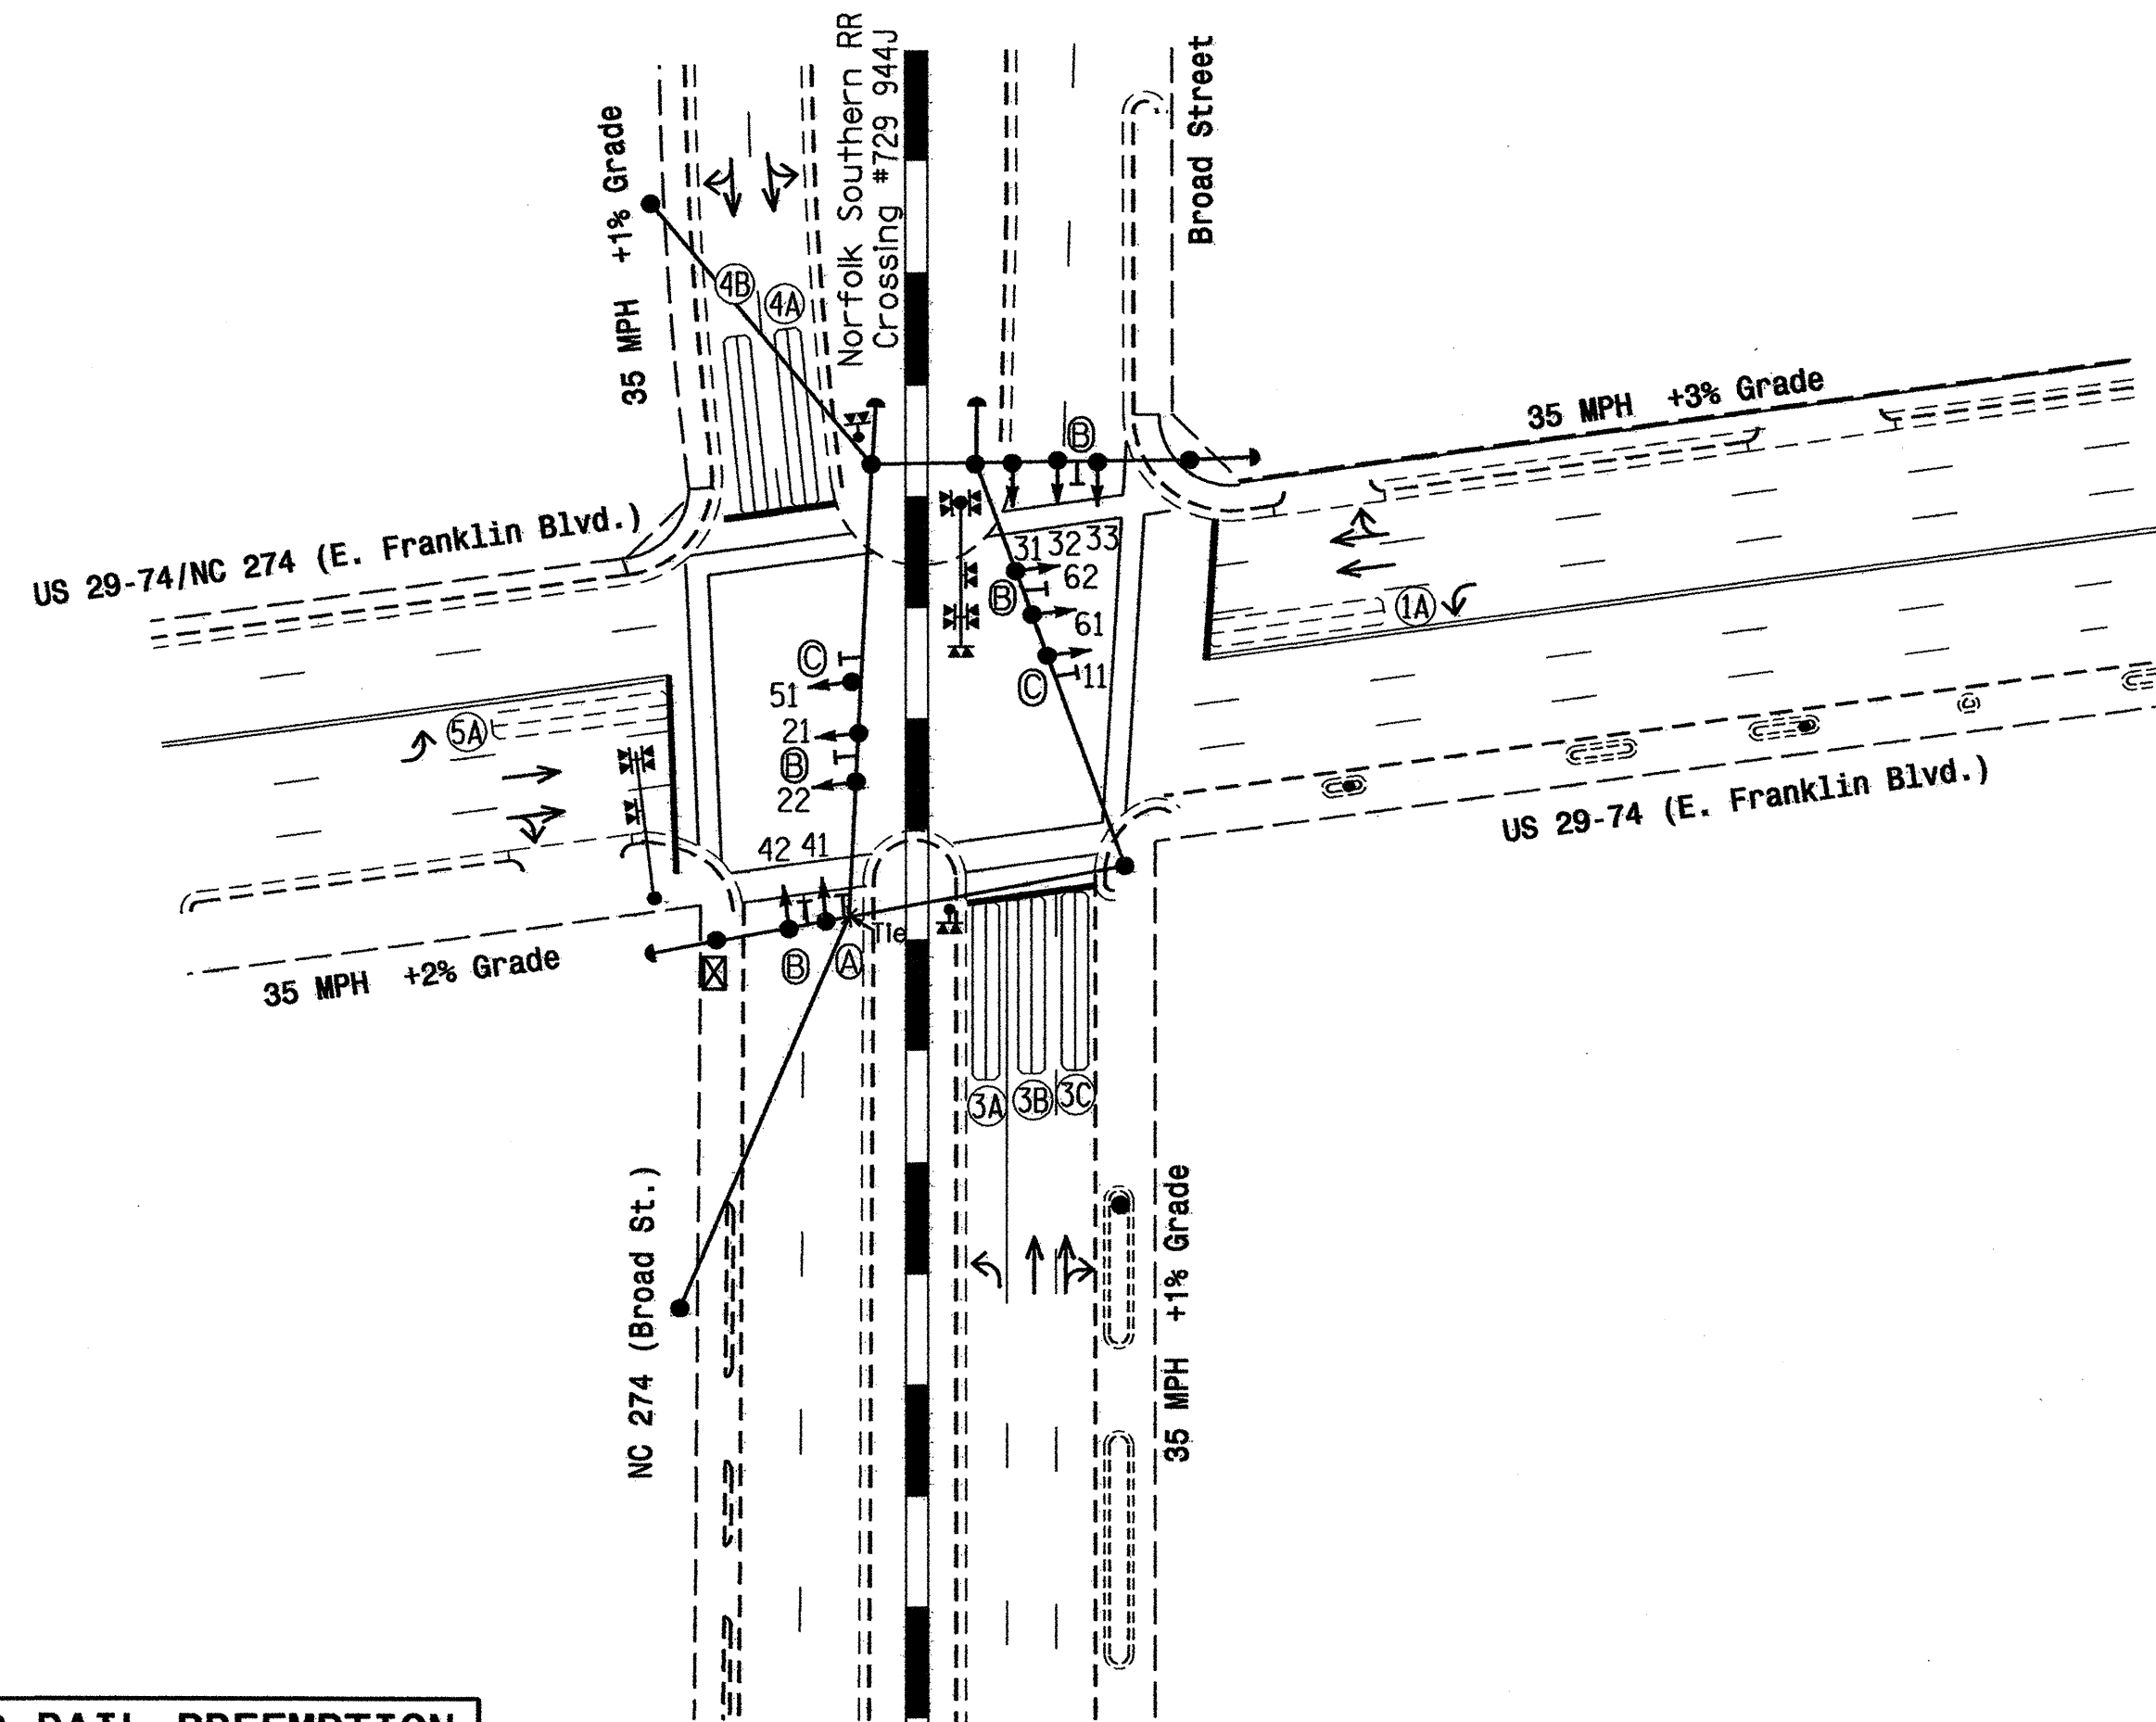 Norfolk Southern RR
Crossing #729 944J
Broad Street
35 MPH +1% Grade
4B
4A
35 MPH +3% Grade
US 29-74/NC 274 (E. Franklin Blvd.)
B
31 32 33
62
B
61
11
C
1A
C
51
21
B
22
5A
42 41
Tie
B
A
35 MPH +2% Grade
US 29-74 (E. Franklin Blvd.)
3A
3B
3C
NC 274 (Broad St.)
35 MPH +1% Grade
RAIL PREEMPTION